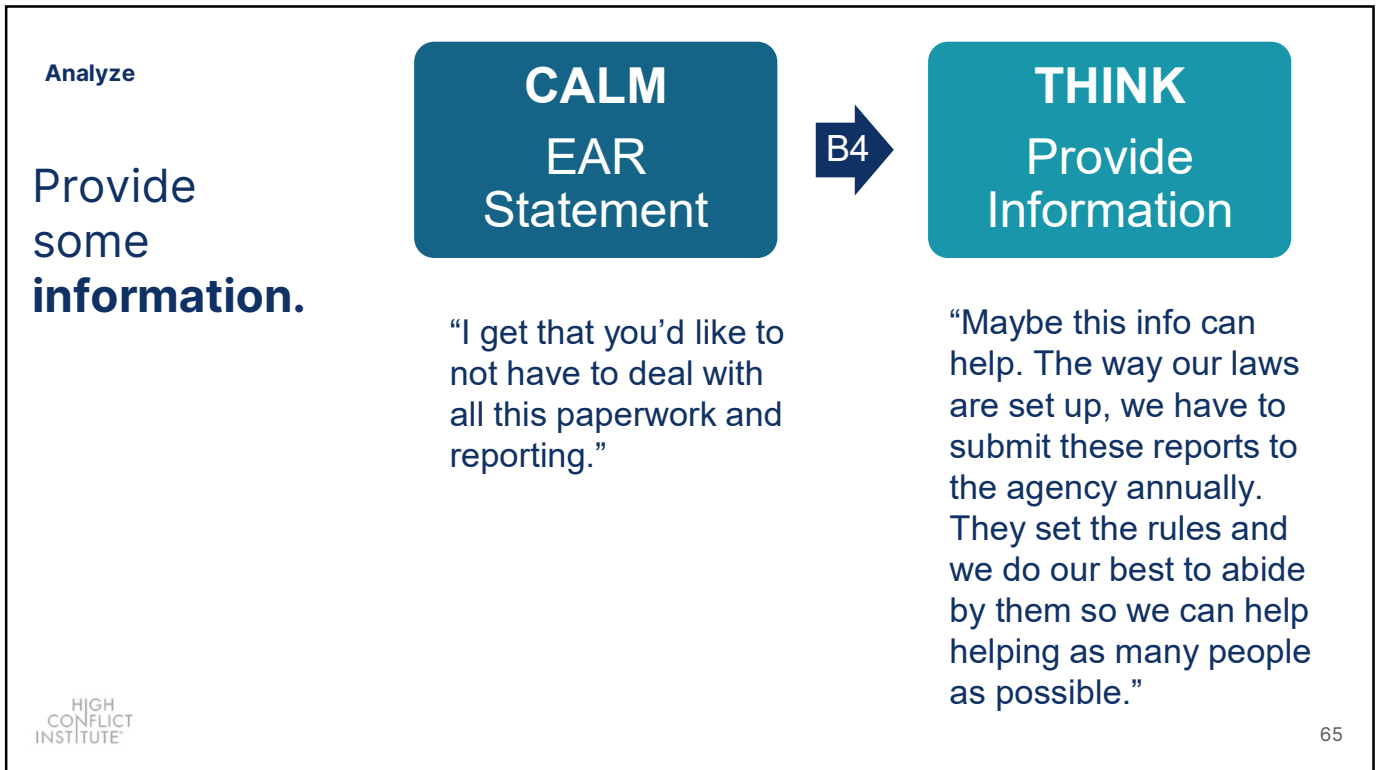 Analyze
Provide
some
information.
CALM
EAR
Statement
B4
THINK
Provide
Information
“I get that you’d like to
not have to deal with
all this paperwork and
reporting.”
“Maybe this info can
help. The way our laws
are set up, we have to
submit these reports to
the agency annually.
They set the rules and
we do our best to abide
by them so we can help
helping as many people
as possible.”
HIGH
CONFLICT
INSTITUTE
65